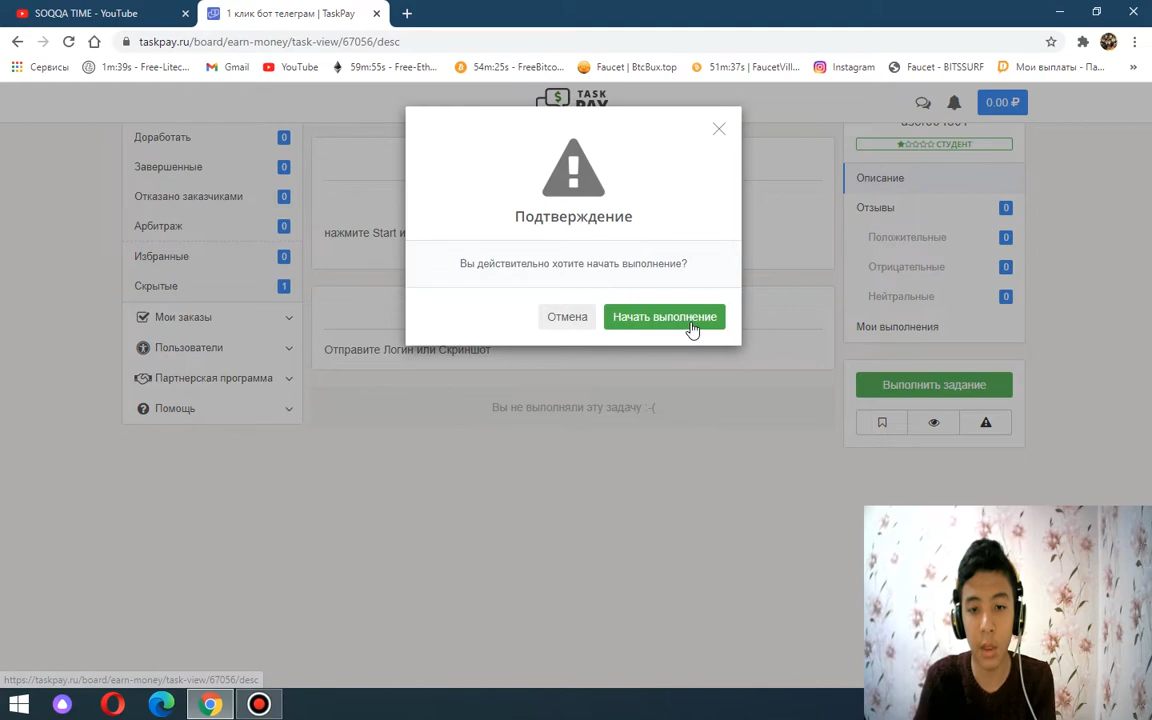 SOQQA TIME - YouTube
1 клик бот телеграм | TaskPay
taskpay.ru/board/earn-money/task-view/67056/desc
Сервисы
1m:39s - Free-Litec...
Gmail
YouTube
59m:55s - Free-Eth...
54m:25s - FreeBitco...
Faucet | BtcBux.top
51m:37s | FaucetVill...
Instagram
Faucet - BITSSURF
Мои выплаты - Па...
TASK
0.00 ₽
Доработать 0
Завершенные 0
Отказано заказчиками 0
Арбитраж 0
Избранные 0
Скрытые 1
Мои заказы
Пользователи
Партнерская программа
Помощь
нажмите Start и
Отправите Логин или Скриншот
Вы не выполняли эту задачу :-(
Подтверждение
Вы действительно хотите начать выполнение?
Отмена
Начать выполнение
СТУДЕНТ
Описание
Отзывы 0
Положительные 0
Отрицательные 0
Нейтральные 0
Мои выполнения
Выполнить задание
https://taskpay.ru/board/earn-money/task-view/67056/desc